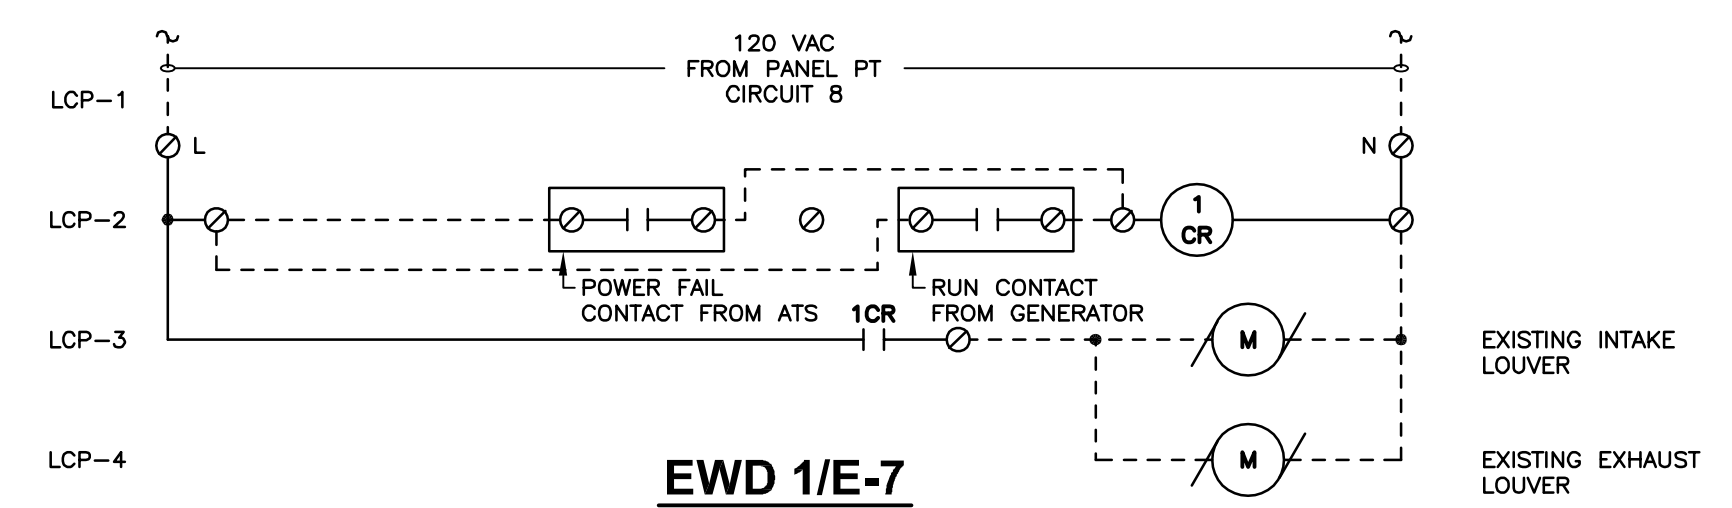 120 VAC
FROM PANEL PT
CIRCUIT 8
LCP-1
L
N
LCP-2
1
CR
POWER FAIL
CONTACT FROM ATS
RUN CONTACT
FROM GENERATOR
1CR
LCP-3
M
EXISTING INTAKE
LOUVER
LCP-4
M
EXISTING EXHAUST
LOUVER
EWD 1/E-7